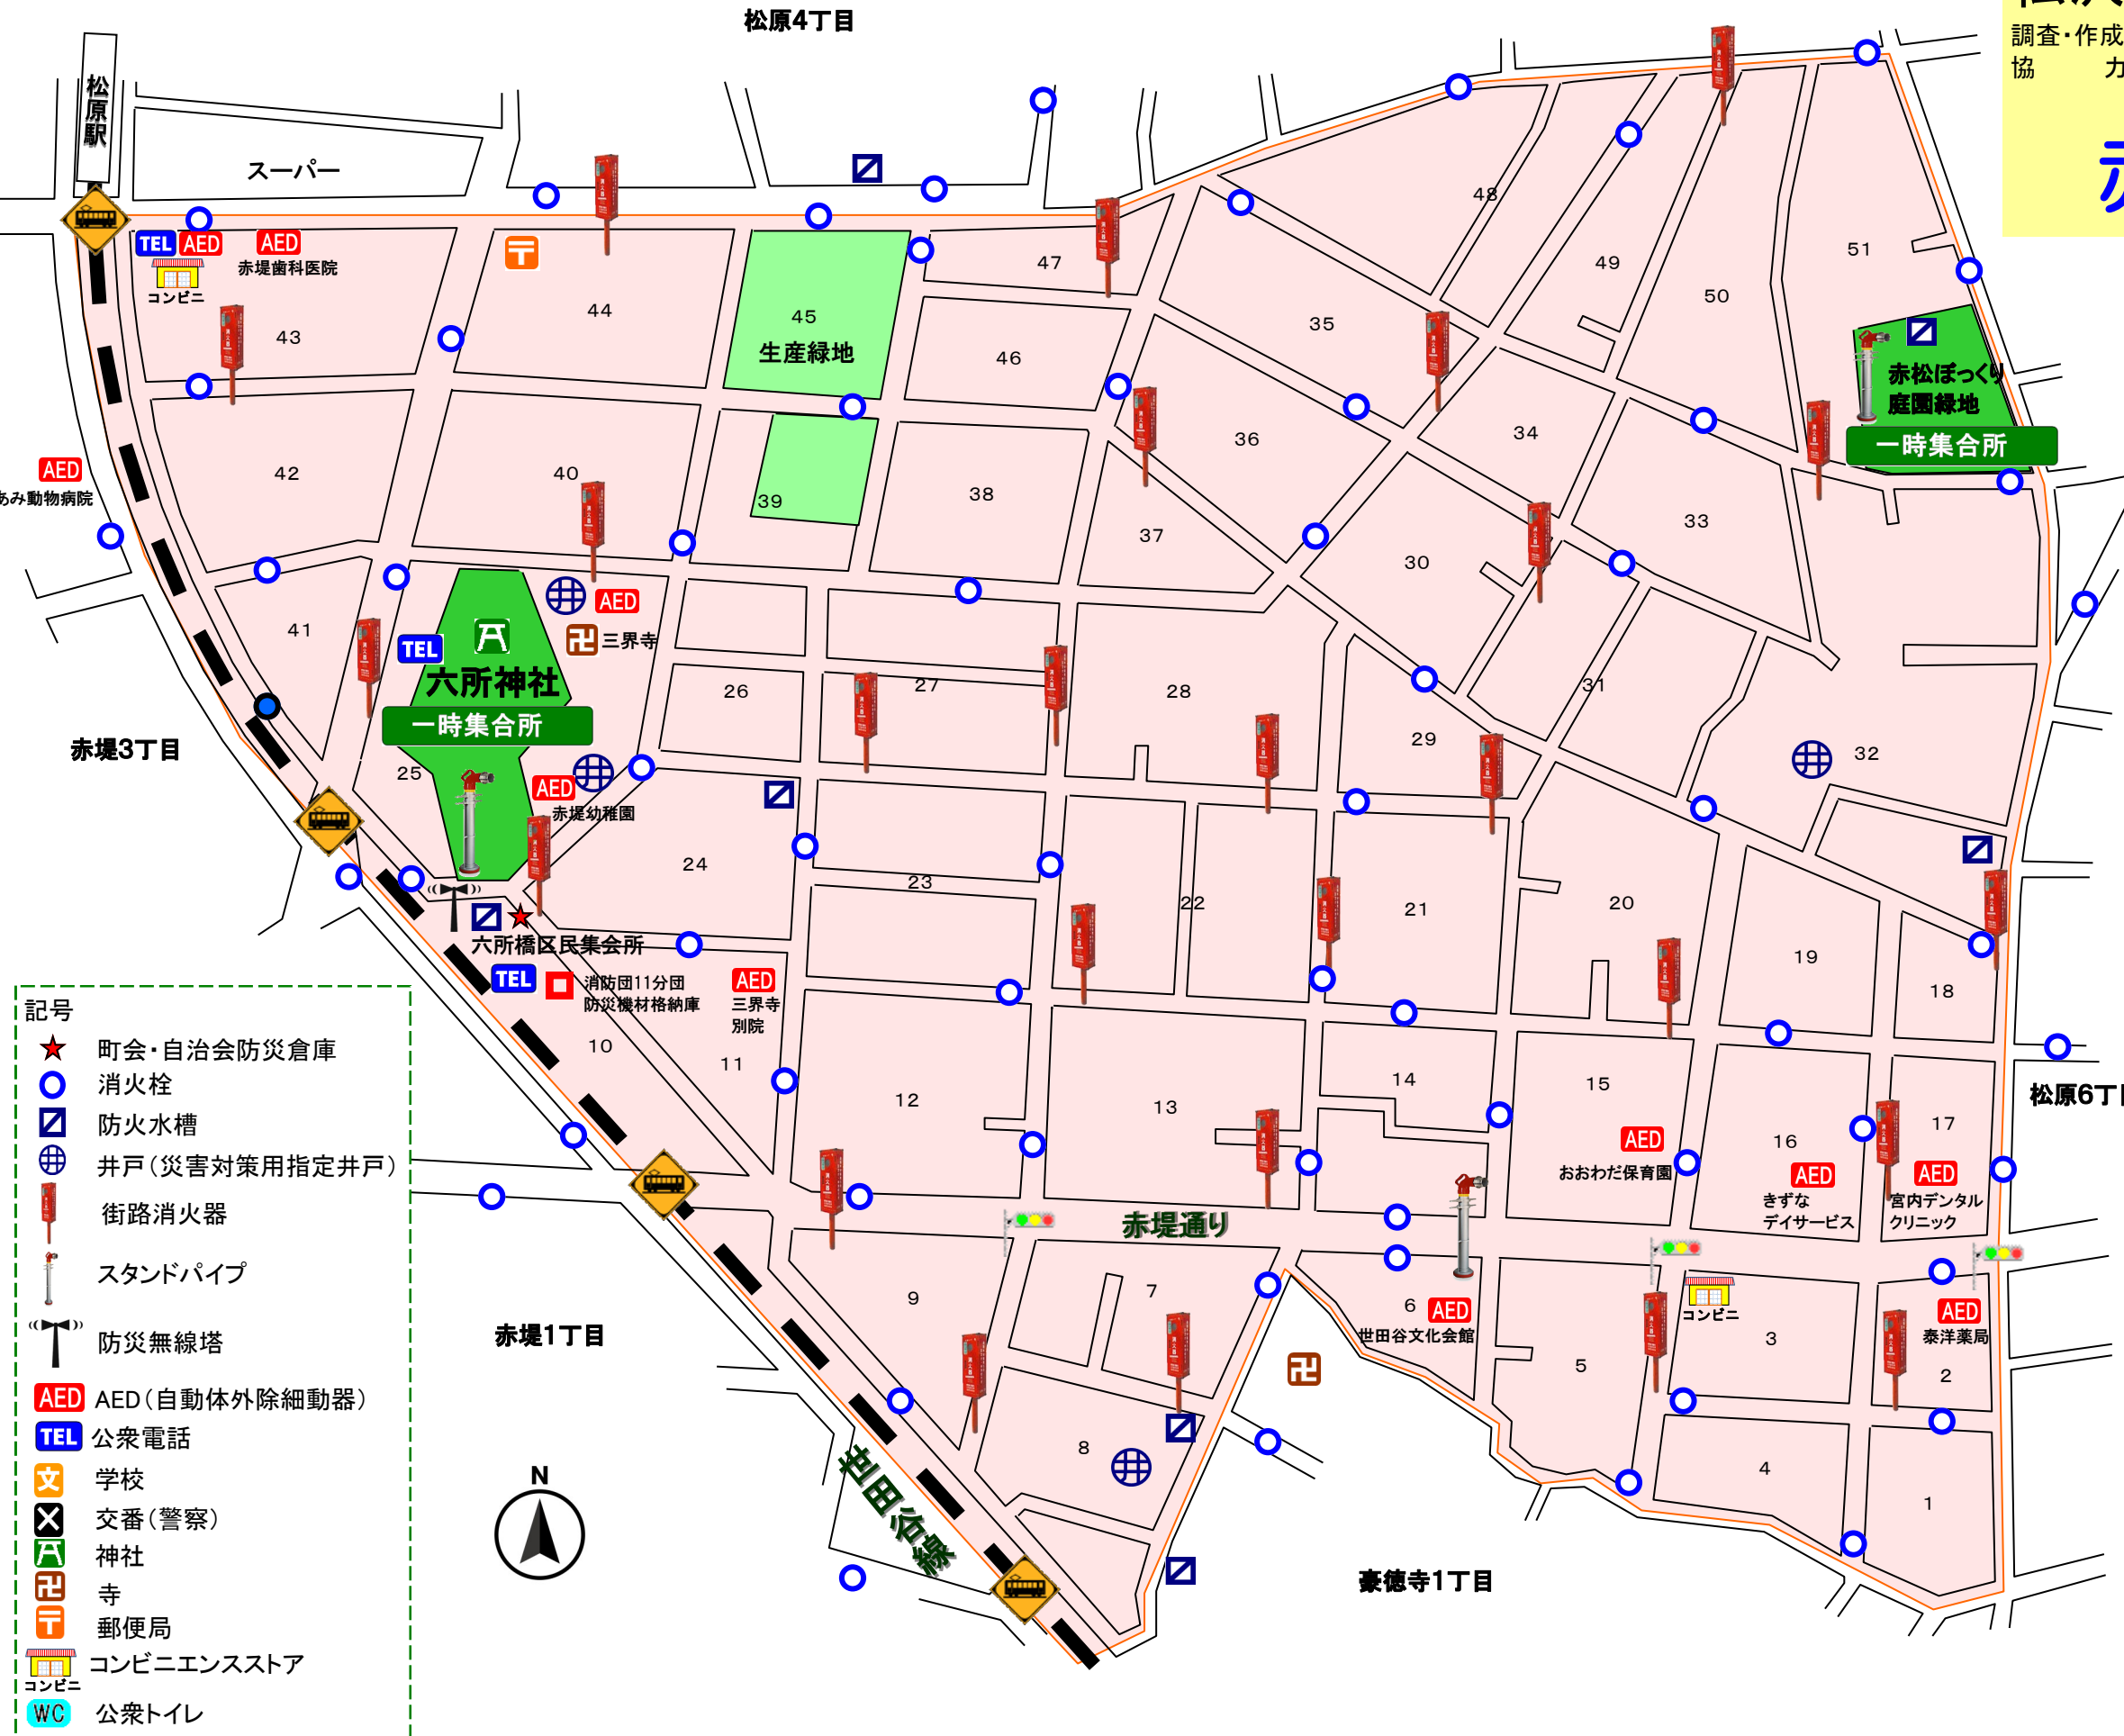 松原4丁目
調査・作成
協 力
松原駅
スーパー
TEL
AED
コンビニ
AED
赤堤歯科医院
〒
43
44
45
生産緑地
46
47
48
49
50
51
35
36
34
赤松ぼっくり
庭園緑地
一時集合所
AED
あみ動物病院
42
40
39
38
37
30
33
41
TEL
六所神社
一時集合所
AED
卍
三界寺
26
27
28
31
29
32
赤堤3丁目
25
AED
赤堤幼稚園
24
23
22
21
20
19
18
六所橋区民集会所
TEL
消防団11分団
防災機材格納庫
AED
三界寺
別院
10
11
12
13
14
15
16
17
松原6丁目
AED
おおわだ保育園
AED
きずな
デイサービス
AED
宮内デンタル
クリニック
赤堤通り
9
7
6
AED
世田谷文化会館
5
コンビニ
3
AED
泰洋薬局
2
赤堤1丁目
卍
8
4
1
世田谷線
N
豪徳寺1丁目
記号
町会・自治会防災倉庫
消火栓
防火水槽
井戸（災害対策用指定井戸）
街路消火器
スタンドパイプ
防災無線塔
AED AED（自動体外除細動器）
TEL 公衆電話
文 学校
交番（警察）
神社
卍 寺
〒 郵便局
コンビニ コンビニエンスストア
WC 公衆トイレ